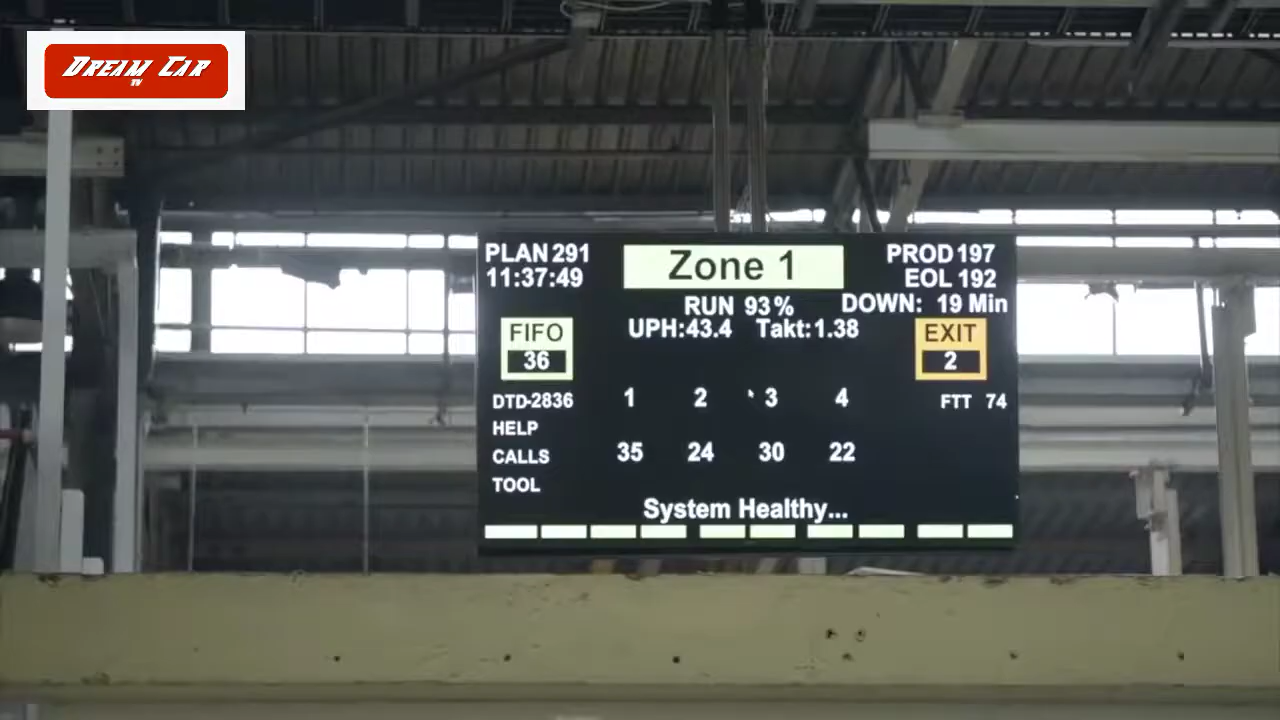 DREAM CAR
TV
PLAN 291
Zone 1
PROD 197
11:37:49
EOL 192
RUN 93%
DOWN: 19 Min
UPH:43.4 Takt:1.38
FIFO
36
EXIT
2
DTD-2836
1 2 3 4
FTT 74
HELP
CALLS
35 24 30 22
TOOL
System Healthy...